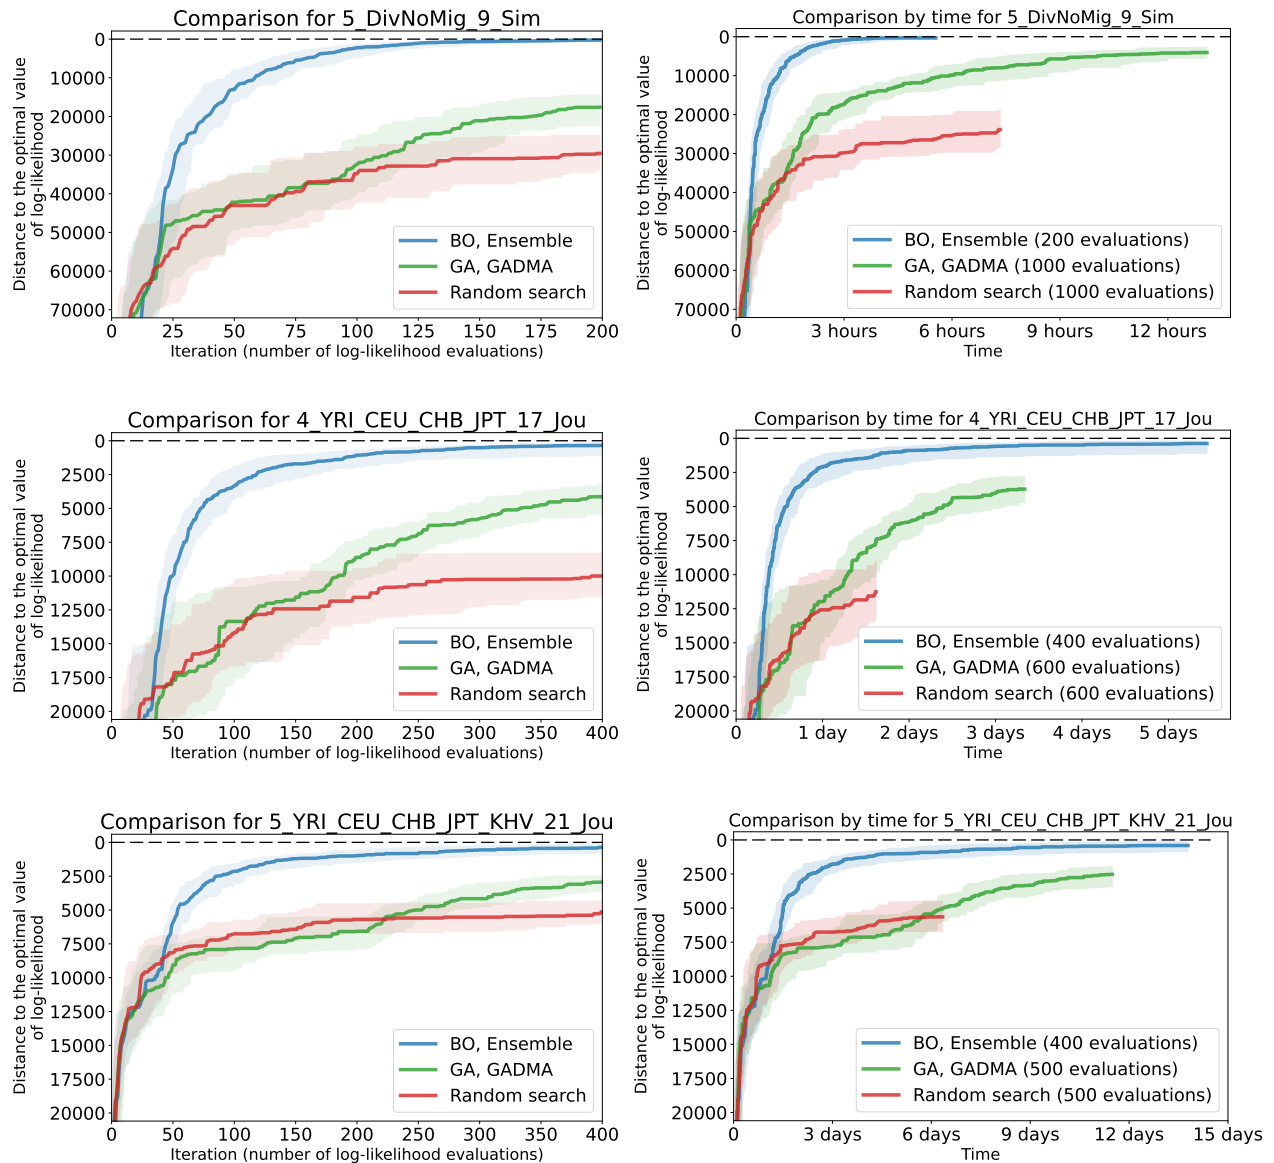 Comparison for 5_DivNoMig_9_Sim
Distance to the optimal value
of log-likelihood
0
10000
20000
30000
40000
50000
60000
70000
BO, Ensemble
GA, GADMA
Random search
0 25 50 75 100 125 150 175 200
Iteration (number of log-likelihood evaluations)
Comparison by time for 5_DivNoMig_9_Sim
Distance to the optimal value
of log-likelihood
0
10000
20000
30000
40000
50000
60000
70000
BO, Ensemble (200 evaluations)
GA, GADMA (1000 evaluations)
Random search (1000 evaluations)
0 3 hours 6 hours 9 hours 12 hours
Time
Comparison for 4_YRI_CEU_CHB_JPT_17_Jou
Distance to the optimal value
of log-likelihood
0
2500
5000
7500
10000
12500
15000
17500
20000
BO, Ensemble
GA, GADMA
Random search
0 50 100 150 200 250 300 350 400
Iteration (number of log-likelihood evaluations)
Comparison by time for 4_YRI_CEU_CHB_JPT_17_Jou
Distance to the optimal value
of log-likelihood
0
2500
5000
7500
10000
12500
15000
17500
20000
BO, Ensemble (400 evaluations)
GA, GADMA (600 evaluations)
Random search (600 evaluations)
0 1 day 2 days 3 days 4 days 5 days
Time
Comparison for 5_YRI_CEU_CHB_JPT_KHV_21_Jou
Distance to the optimal value
of log-likelihood
0
2500
5000
7500
10000
12500
15000
17500
20000
BO, Ensemble
GA, GADMA
Random search
0 50 100 150 200 250 300 350 400
Iteration (number of log-likelihood evaluations)
Comparison by time for 5_YRI_CEU_CHB_JPT_KHV_21_Jou
Distance to the optimal value
of log-likelihood
0
2500
5000
7500
10000
12500
15000
17500
20000
BO, Ensemble (400 evaluations)
GA, GADMA (500 evaluations)
Random search (500 evaluations)
0 3 days 6 days 9 days 12 days 15 days
Time